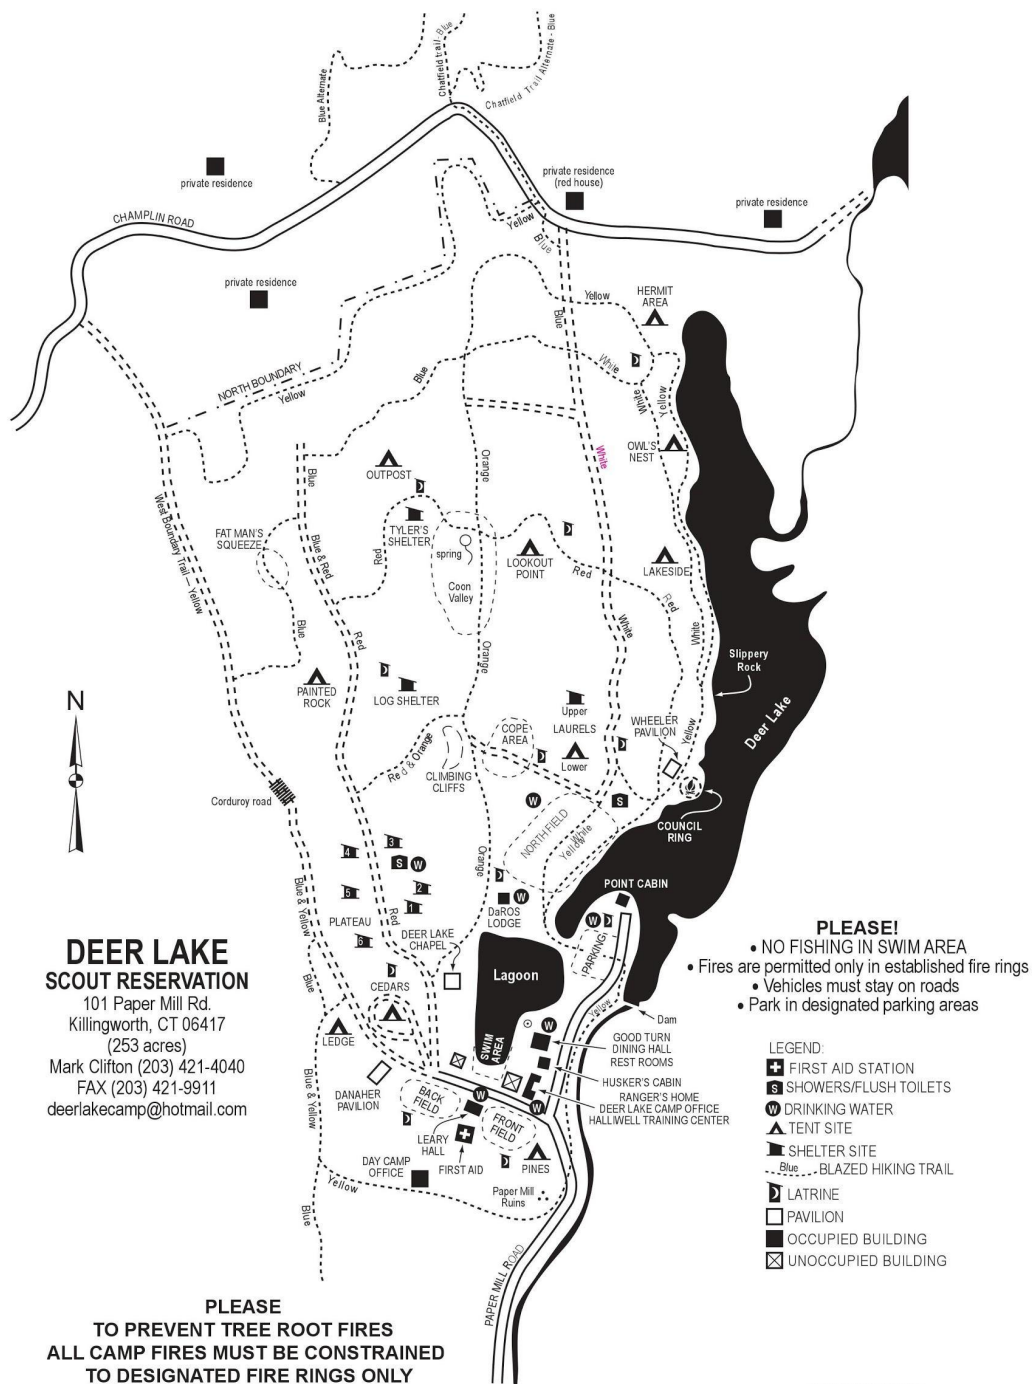 Blue Alternate
Chatfield trail - Blue
Chatfield Trail Alternate - Blue
private residence
private residence
(red house)
private residence
CHAMPLIN ROAD
Yellow
Blue
private residence
HERMIT
AREA
Yellow
Blue
Blue
White
NORTH BOUNDARY
Yellow
Blue
White
Yellow
OWL'S
NEST
White
Orange
OUTPOST
Blue
West Boundary Trail — Yellow
FAT MAN'S
SQUEEZE
Blue & Red
TYLER'S
SHELTER
Red
spring
Coon
Valley
LOOKOUT
POINT
Red
LAKESIDE
Red
Blue
Red
Orange
White
White
Slippery
Rock
Deer Lake
PAINTED
ROCK
LOG SHELTER
Upper
LAURELS
Lower
WHEELER
PAVILION
Yellow
N
COPE
AREA
Red & Orange
CLIMBING
CLIFFS
Corduroy road
W
S
COUNCIL
RING
NORTH FIELD
White
Yellow
3
4
S
W
2
5
1
PLATEAU
6
Blue & Yellow
Red
Orange
W
DaROS
LODGE
POINT CABIN
W
PARKING
DEER LAKE
CHAPEL
Lagoon
CEDARS
Blue
LEDGE
Yellow
Dam
SWIM
AREA
W
GOOD TURN
DINING HALL
REST ROOMS
HUSKER'S CABIN
RANGER'S HOME
DEER LAKE CAMP OFFICE
HALLIWELL TRAINING CENTER
DANAHER
PAVILION
BACK
FIELD
W
W
FRONT
FIELD
LEARY
HALL
FIRST AID
PINES
Blue & Yellow
DAY CAMP
OFFICE
Yellow
Paper Mill
Ruins
Blue
PAPER MILL ROAD
DEER LAKE
SCOUT RESERVATION
101 Paper Mill Rd.
Killingworth, CT 06417
(253 acres)
Mark Clifton (203) 421-4040
FAX (203) 421-9911
deerlakecamp@hotmail.com
PLEASE!
• NO FISHING IN SWIM AREA
• Fires are permitted only in established fire rings
• Vehicles must stay on roads
• Park in designated parking areas
LEGEND:
FIRST AID STATION
S SHOWERS/FLUSH TOILETS
W DRINKING WATER
TENT SITE
SHELTER SITE
Blue BLAZED HIKING TRAIL
LATRINE
PAVILION
OCCUPIED BUILDING
UNOCCUPIED BUILDING
PLEASE
TO PREVENT TREE ROOT FIRES
ALL CAMP FIRES MUST BE CONSTRAINED
TO DESIGNATED FIRE RINGS ONLY